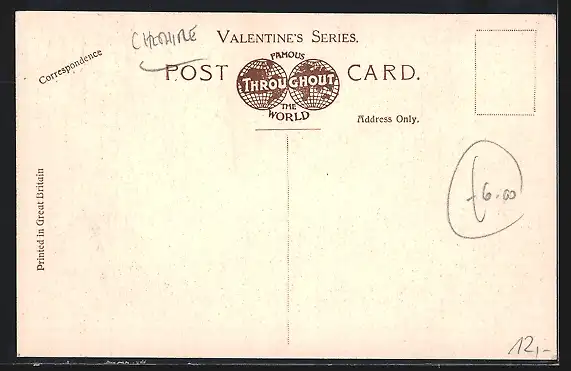 CHESHIRE
VALENTINE'S SERIES.
Correspondence
POST CARD.
FAMOUS
THROUGHOUT
THE
WORLD
Address Only.
Printed in Great Britain
£6.00
12,-